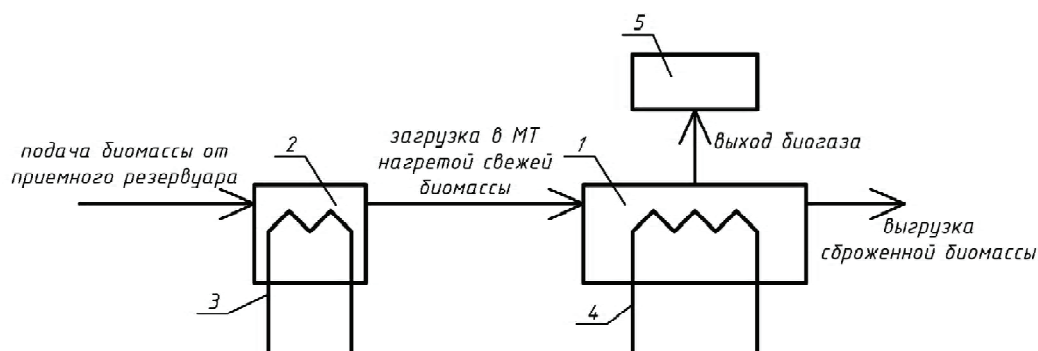 5
подача биомассы от
приемного резервуара
2
загрузка в МТ
нагретой свежей
биомассы
1
выход биогаза
выгрузка
сброженной биомассы
3
4